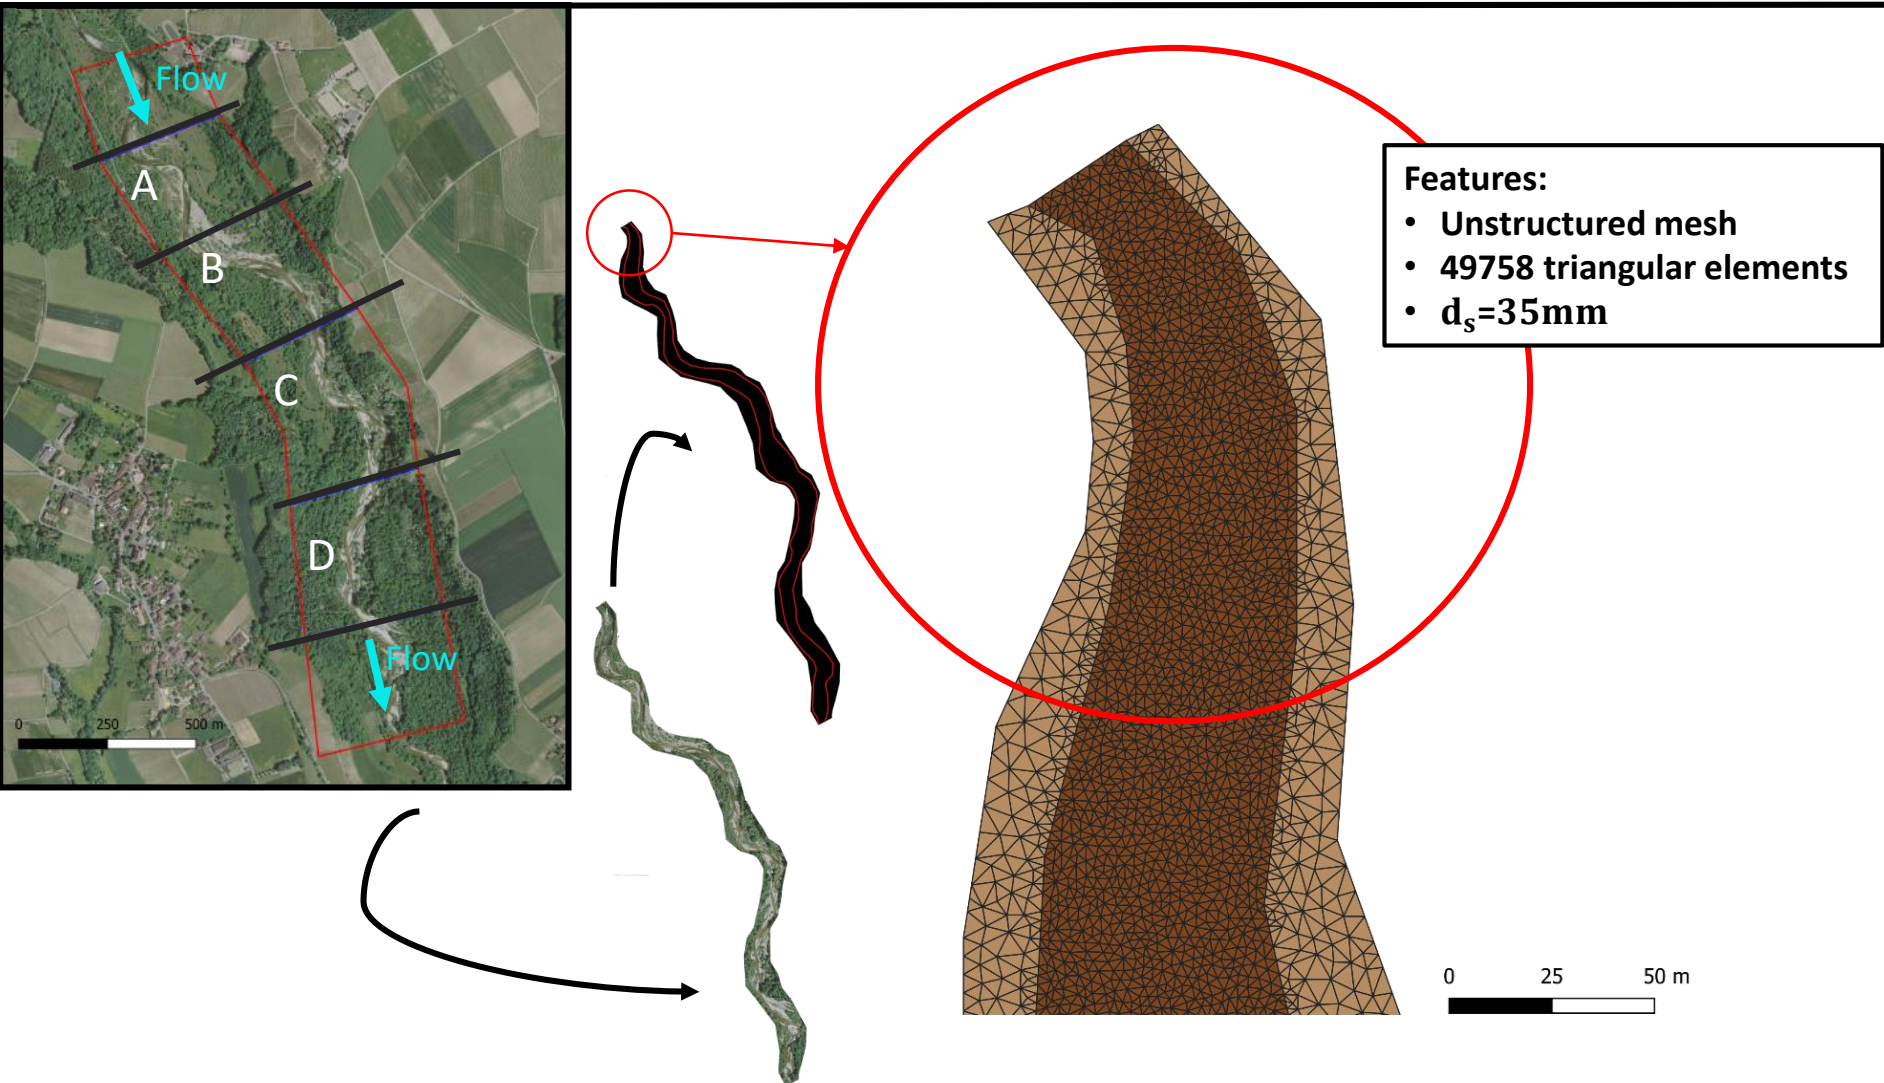 Flow
A
B
C
D
Flow
0 250 500 m
Features:
• Unstructured mesh
• 49758 triangular elements
• dₛ=35mm
0 25 50 m